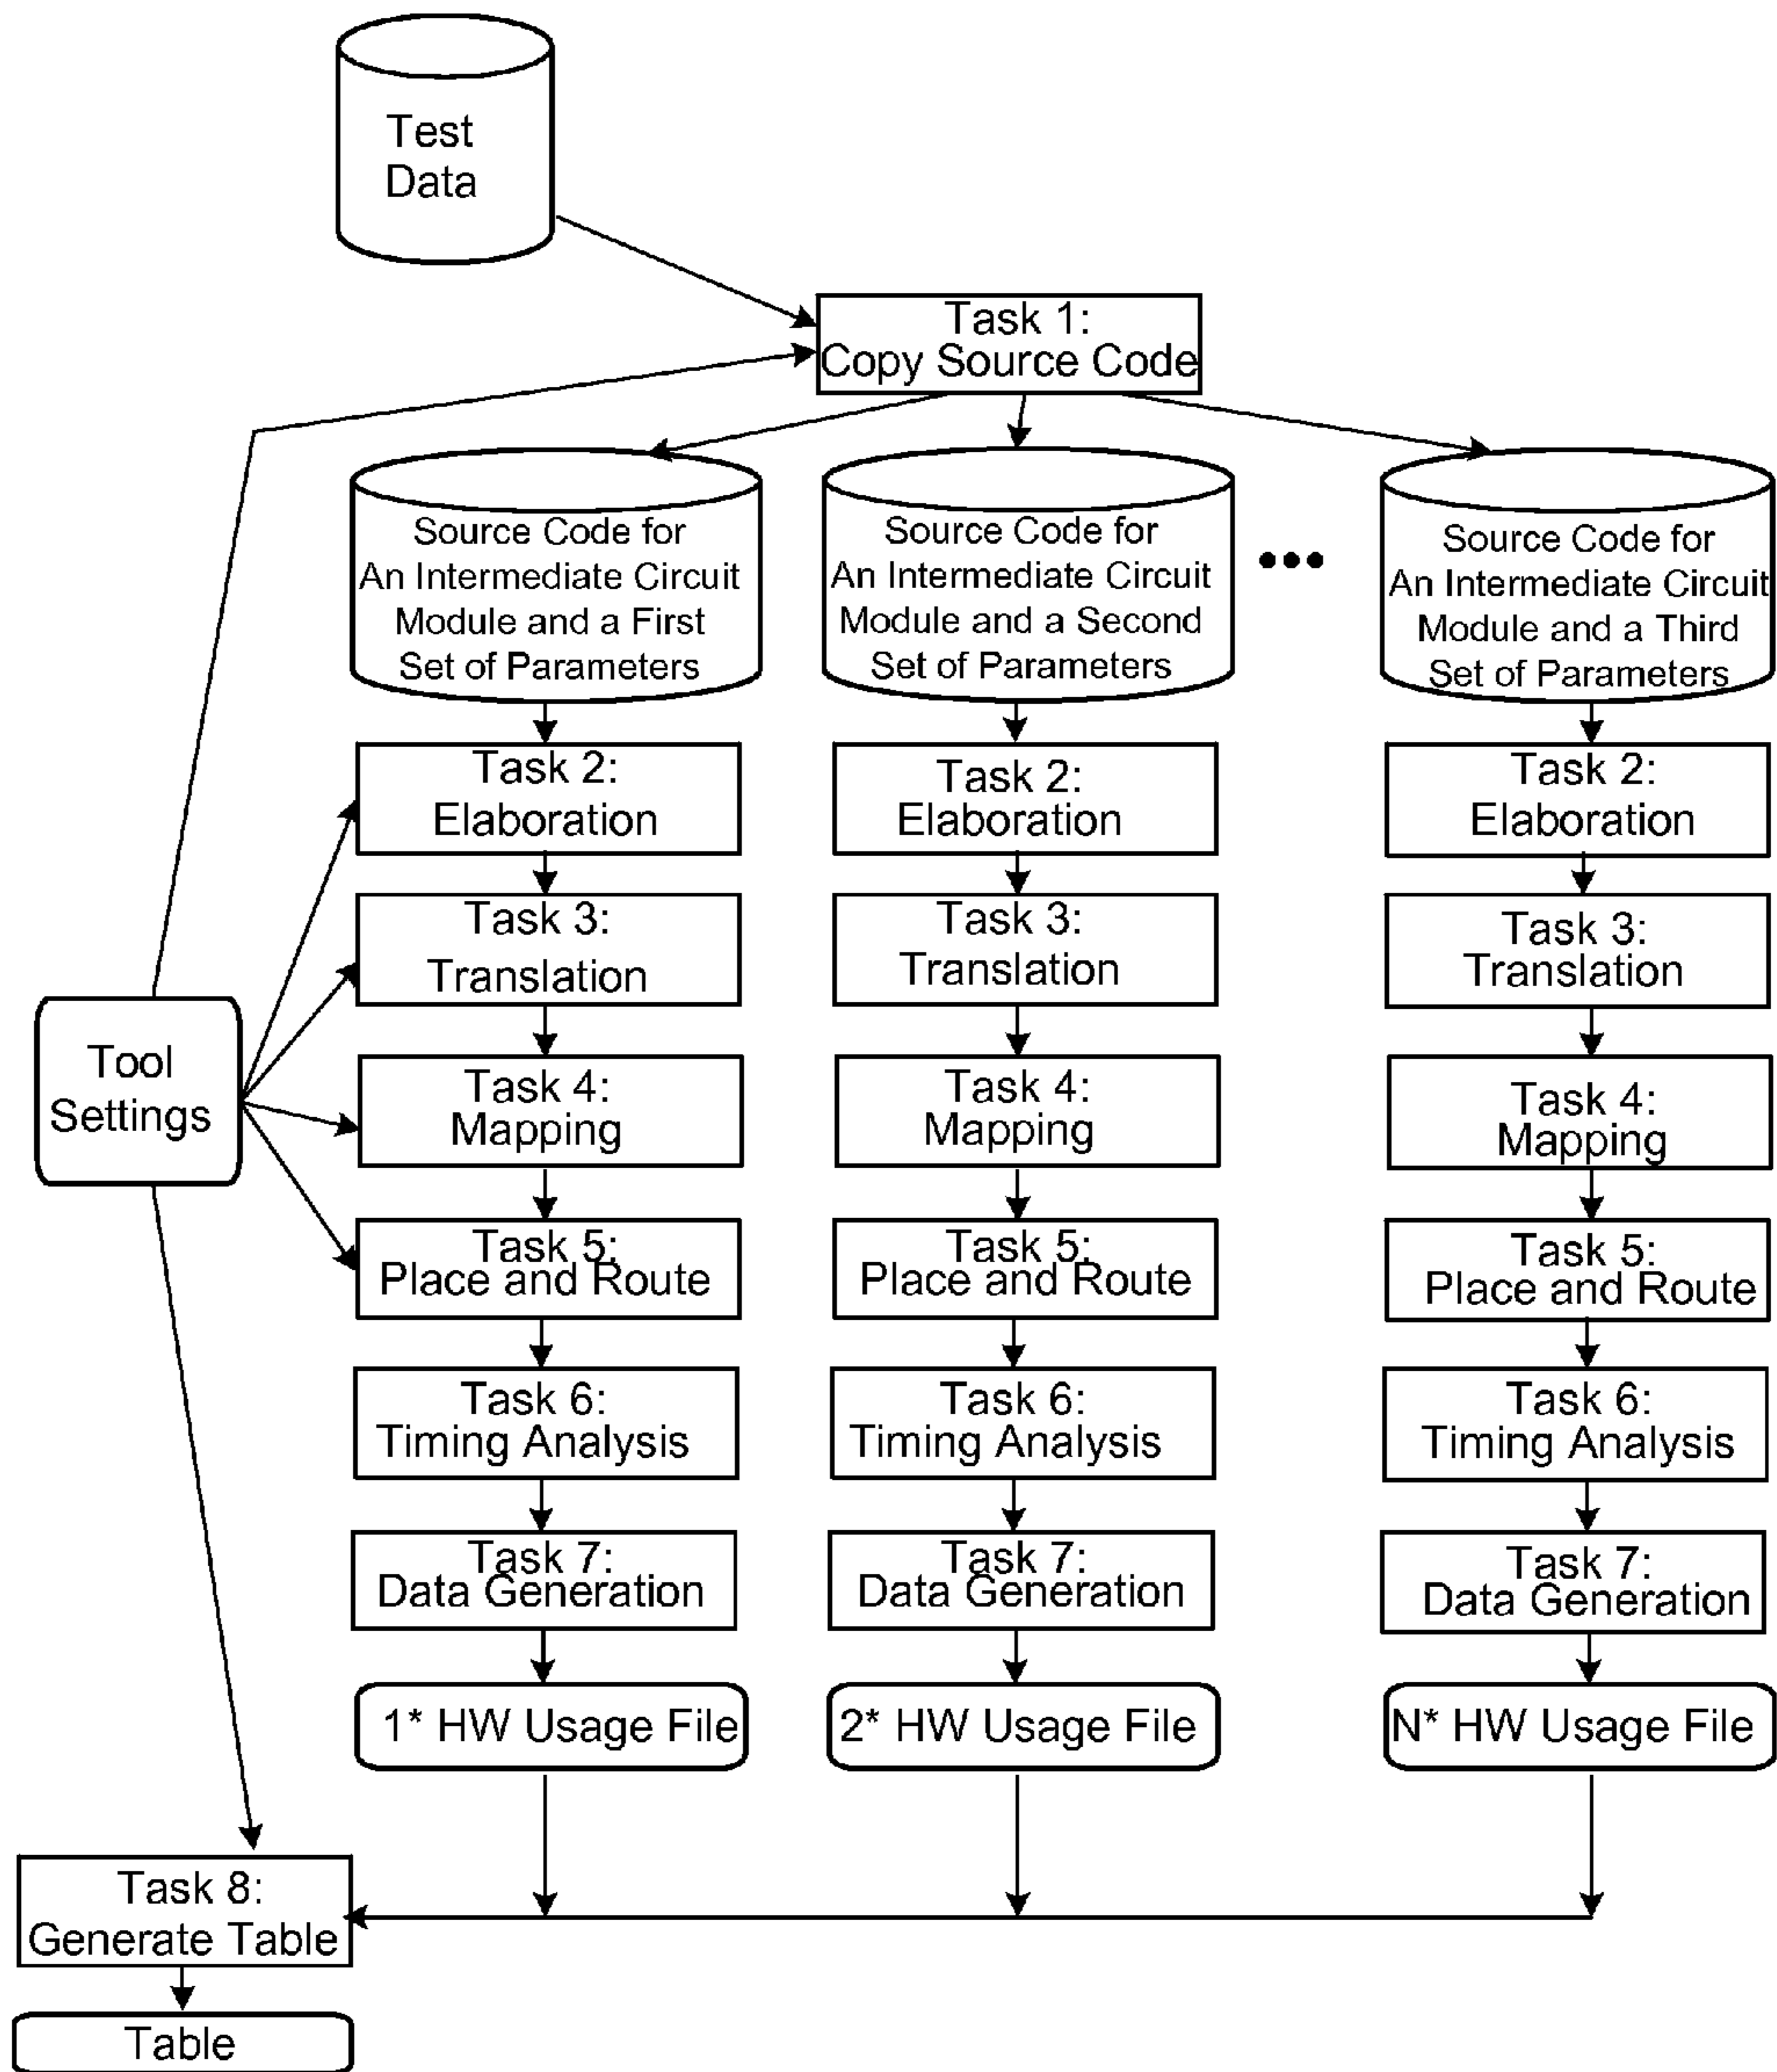 Test
Data
Task 1:
Copy Source Code
Source Code for
An Intermediate Circuit
Module and a First
Set of Parameters
Source Code for
An Intermediate Circuit
Module and a Second
Set of Parameters
Source Code for
An Intermediate Circuit
Module and a Third
Set of Parameters
Task 2:
Elaboration
Task 2:
Elaboration
Task 2:
Elaboration
Task 3:
Translation
Task 3:
Translation
Task 3:
Translation
Tool
Settings
Task 4:
Mapping
Task 4:
Mapping
Task 4:
Mapping
Task 5:
Place and Route
Task 5:
Place and Route
Task 5:
Place and Route
Task 6:
Timing Analysis
Task 6:
Timing Analysis
Task 6:
Timing Analysis
Task 7:
Data Generation
Task 7:
Data Generation
Task 7:
Data Generation
1* HW Usage File
2* HW Usage File
N* HW Usage File
Task 8:
Generate Table
Table